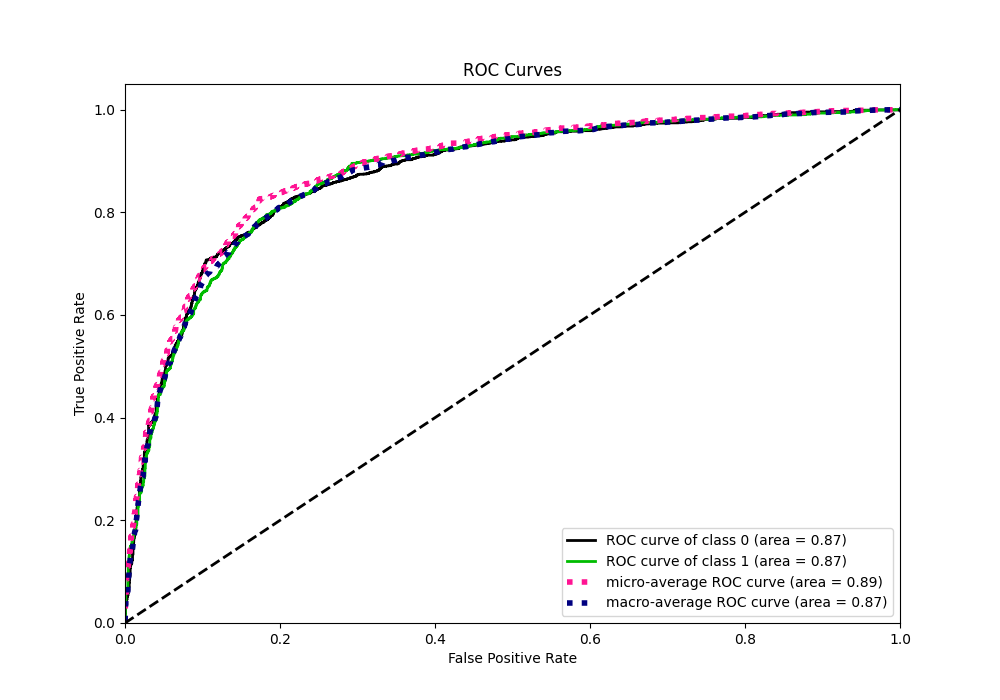 ROC Curves
True Positive Rate
1.0
0.8
0.6
0.4
0.2
0.0
0.0 0.2 0.4 0.6 0.8 1.0
False Positive Rate
ROC curve of class 0 (area = 0.87)
ROC curve of class 1 (area = 0.87)
micro-average ROC curve (area = 0.89)
macro-average ROC curve (area = 0.87)